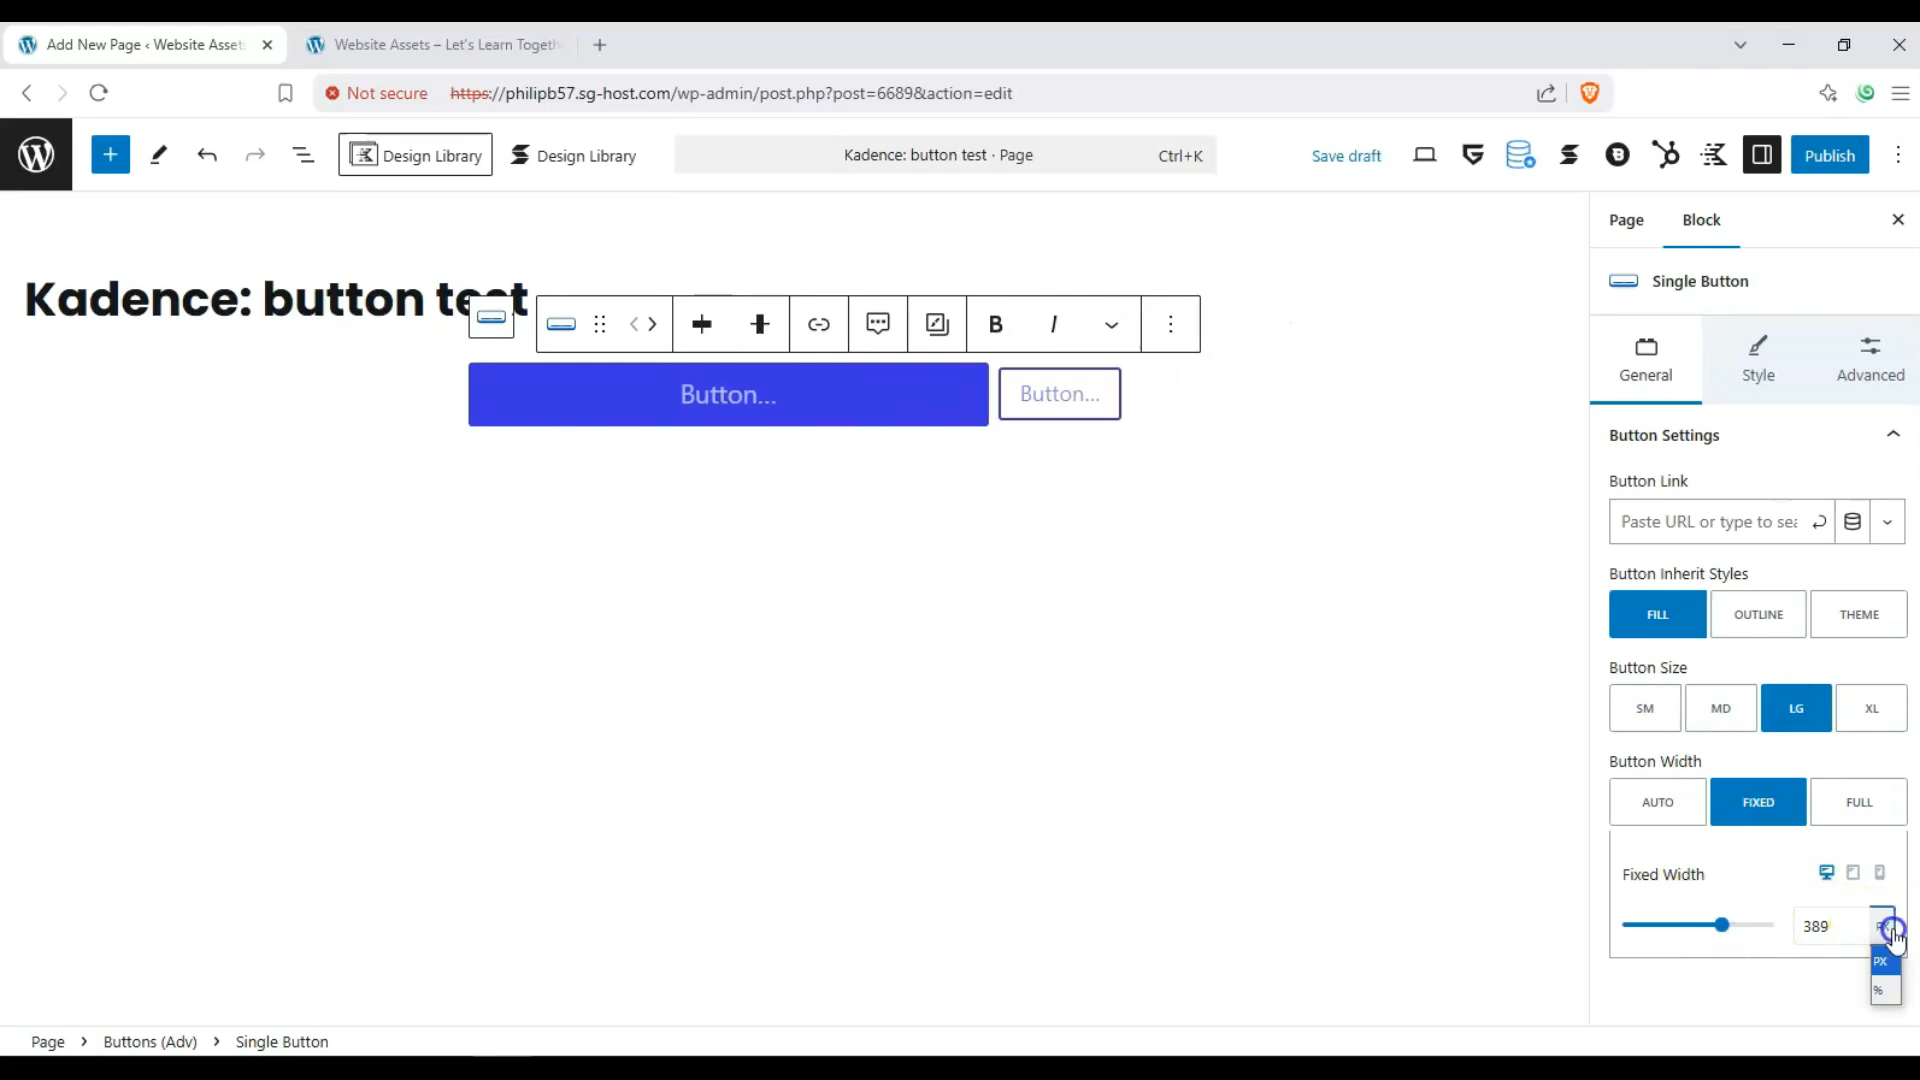 Add New Page ‹ Website Asset
Website Assets – Let's Learn Togeth
Not secure https://philipb57.sg-host.com/wp-admin/post.php?post=6689&action=edit
Design Library
Design Library
Kadence: button test · Page
Ctrl+K
Save draft
Publish
Page
Block
Kadence: button test
B I
Single Button
Button...
Button...
General
Style
Advanced
Button Settings
Button Link
Paste URL or type to sea
Button Inherit Styles
FILL
OUTLINE
THEME
Button Size
SM
MD
LG
XL
Button Width
AUTO
FIXED
FULL
Fixed Width
389
PX
%
Page
Buttons (Adv)
Single Button